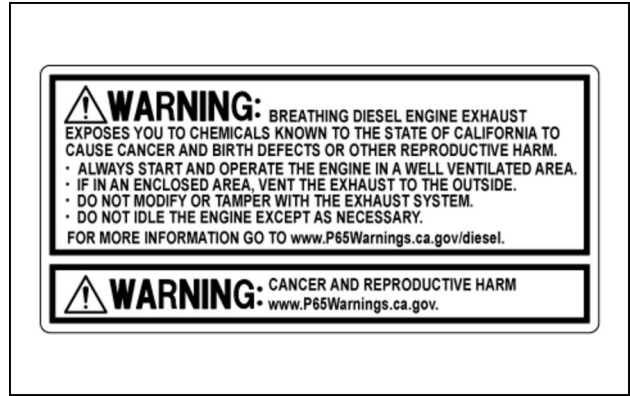 WARNING: BREATHING DIESEL ENGINE EXHAUST
EXPOSES YOU TO CHEMICALS KNOWN TO THE STATE OF CALIFORNIA TO
CAUSE CANCER AND BIRTH DEFECTS OR OTHER REPRODUCTIVE HARM.
· ALWAYS START AND OPERATE THE ENGINE IN A WELL VENTILATED AREA.
· IF IN AN ENCLOSED AREA, VENT THE EXHAUST TO THE OUTSIDE.
· DO NOT MODIFY OR TAMPER WITH THE EXHAUST SYSTEM.
· DO NOT IDLE THE ENGINE EXCEPT AS NECESSARY.
FOR MORE INFORMATION GO TO www.P65Warnings.ca.gov/diesel.
WARNING: CANCER AND REPRODUCTIVE HARM
www.P65Warnings.ca.gov.